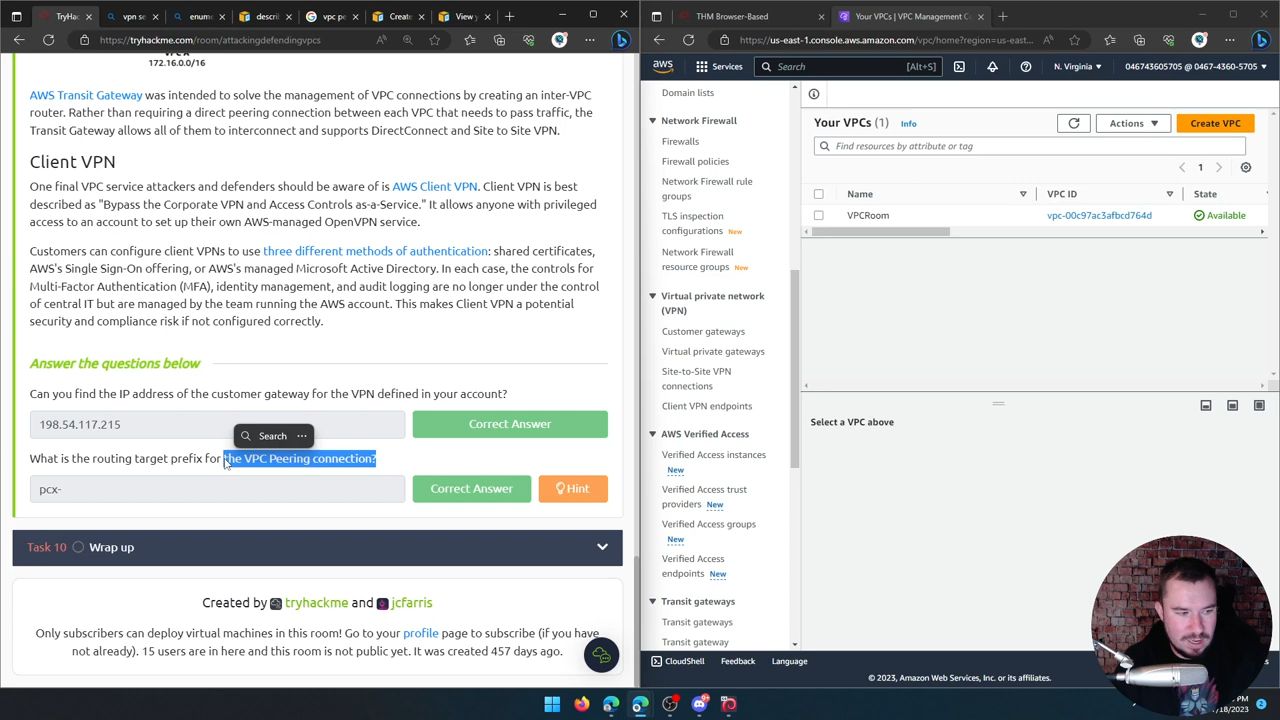 TryHac
vpn se
enume
descri
vpc pe
Create
View y
https://tryhackme.com/room/attackingdefendingvpcs
172.16.0.0/16
AWS Transit Gateway was intended to solve the management of VPC connections by creating an inter-VPC
router. Rather than requiring a direct peering connection between each VPC that needs to pass traffic, the
Transit Gateway allows all of them to interconnect and supports DirectConnect and Site to Site VPN.
Client VPN
One final VPC service attackers and defenders should be aware of is AWS Client VPN. Client VPN is best
described as "Bypass the Corporate VPN and Access Controls as-a-Service." It allows anyone with privileged
access to an account to set up their own AWS-managed OpenVPN service.
Customers can configure client VPNs to use three different methods of authentication: shared certificates,
AWS's Single Sign-On offering, or AWS's managed Microsoft Active Directory. In each case, the controls for
Multi-Factor Authentication (MFA), identity management, and audit logging are no longer under the control
of central IT but are managed by the team running the AWS account. This makes Client VPN a potential
security and compliance risk if not configured correctly.
Answer the questions below
Can you find the IP address of the customer gateway for the VPN defined in your account?
198.54.117.215
Correct Answer
Search
What is the routing target prefix for the VPC Peering connection?
pcx-
Correct Answer
Hint
Task 10 Wrap up
Created by tryhackme and jcfarris
Only subscribers can deploy virtual machines in this room! Go to your profile page to subscribe (if you have
not already). 15 users are in here and this room is not public yet. It was created 457 days ago.
THM Browser-Based
Your VPCs | VPC Management C
https://us-east-1.console.aws.amazon.com/vpc/home?region=us-east...
aws
Services
Search
[Alt+S]
N. Virginia
046743605705 @ 0467-4360-5705
Domain lists
Network Firewall
Firewalls
Firewall policies
Network Firewall rule
groups
TLS inspection
configurations New
Network Firewall
resource groups New
Virtual private network
(VPN)
Customer gateways
Virtual private gateways
Site-to-Site VPN
connections
Client VPN endpoints
AWS Verified Access
Verified Access instances
New
Verified Access trust
providers New
Verified Access groups
New
Verified Access
endpoints New
Transit gateways
Transit gateways
Transit gateway
Your VPCs (1) Info
Actions
Create VPC
Find resources by attribute or tag
1
Name
VPC ID
State
VPCRoom
vpc-00c97ac3afbcd764d
Available
Select a VPC above
CloudShell
Feedback
Language
© 2023, Amazon Web Services, Inc. or its affiliates.